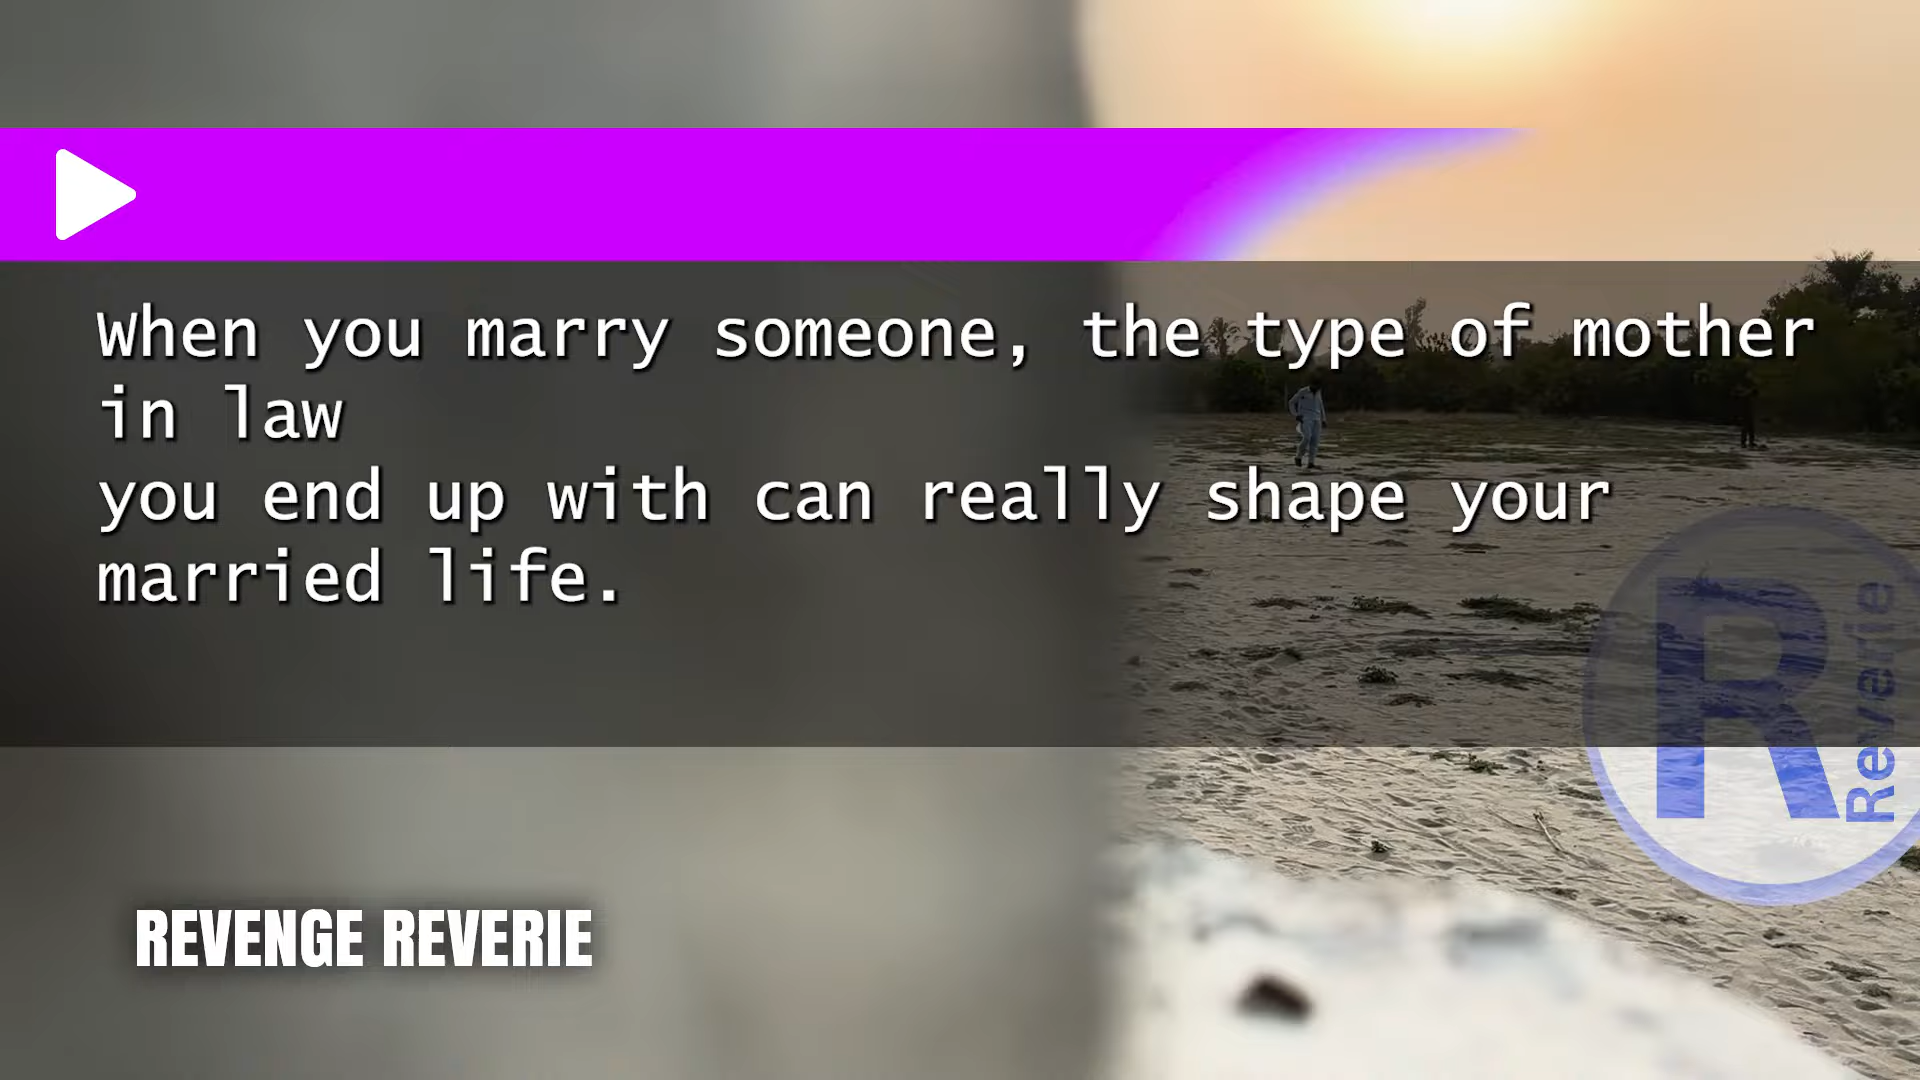 When you marry someone, the type of mother
in law
you end up with can really shape your
married life.
R
Reverie
REVENGE REVERIE